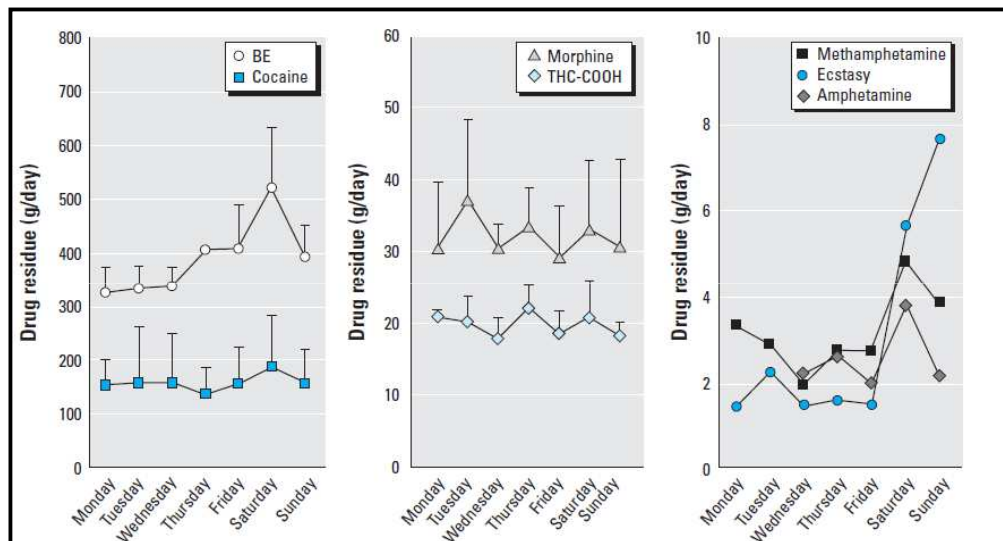 Drug residue (g/day)
800
700
600
500
400
300
200
100
0
BE
Cocaine
Monday
Tuesday
Wednesday
Thursday
Friday
Saturday
Sunday
Drug residue (g/day)
60
50
40
30
20
10
0
Morphine
THC-COOH
Monday
Tuesday
Wednesday
Thursday
Friday
Saturday
Sunday
Drug residue (g/day)
10
8
6
4
2
0
Methamphetamine
Ecstasy
Amphetamine
Monday
Tuesday
Wednesday
Thursday
Friday
Saturday
Sunday